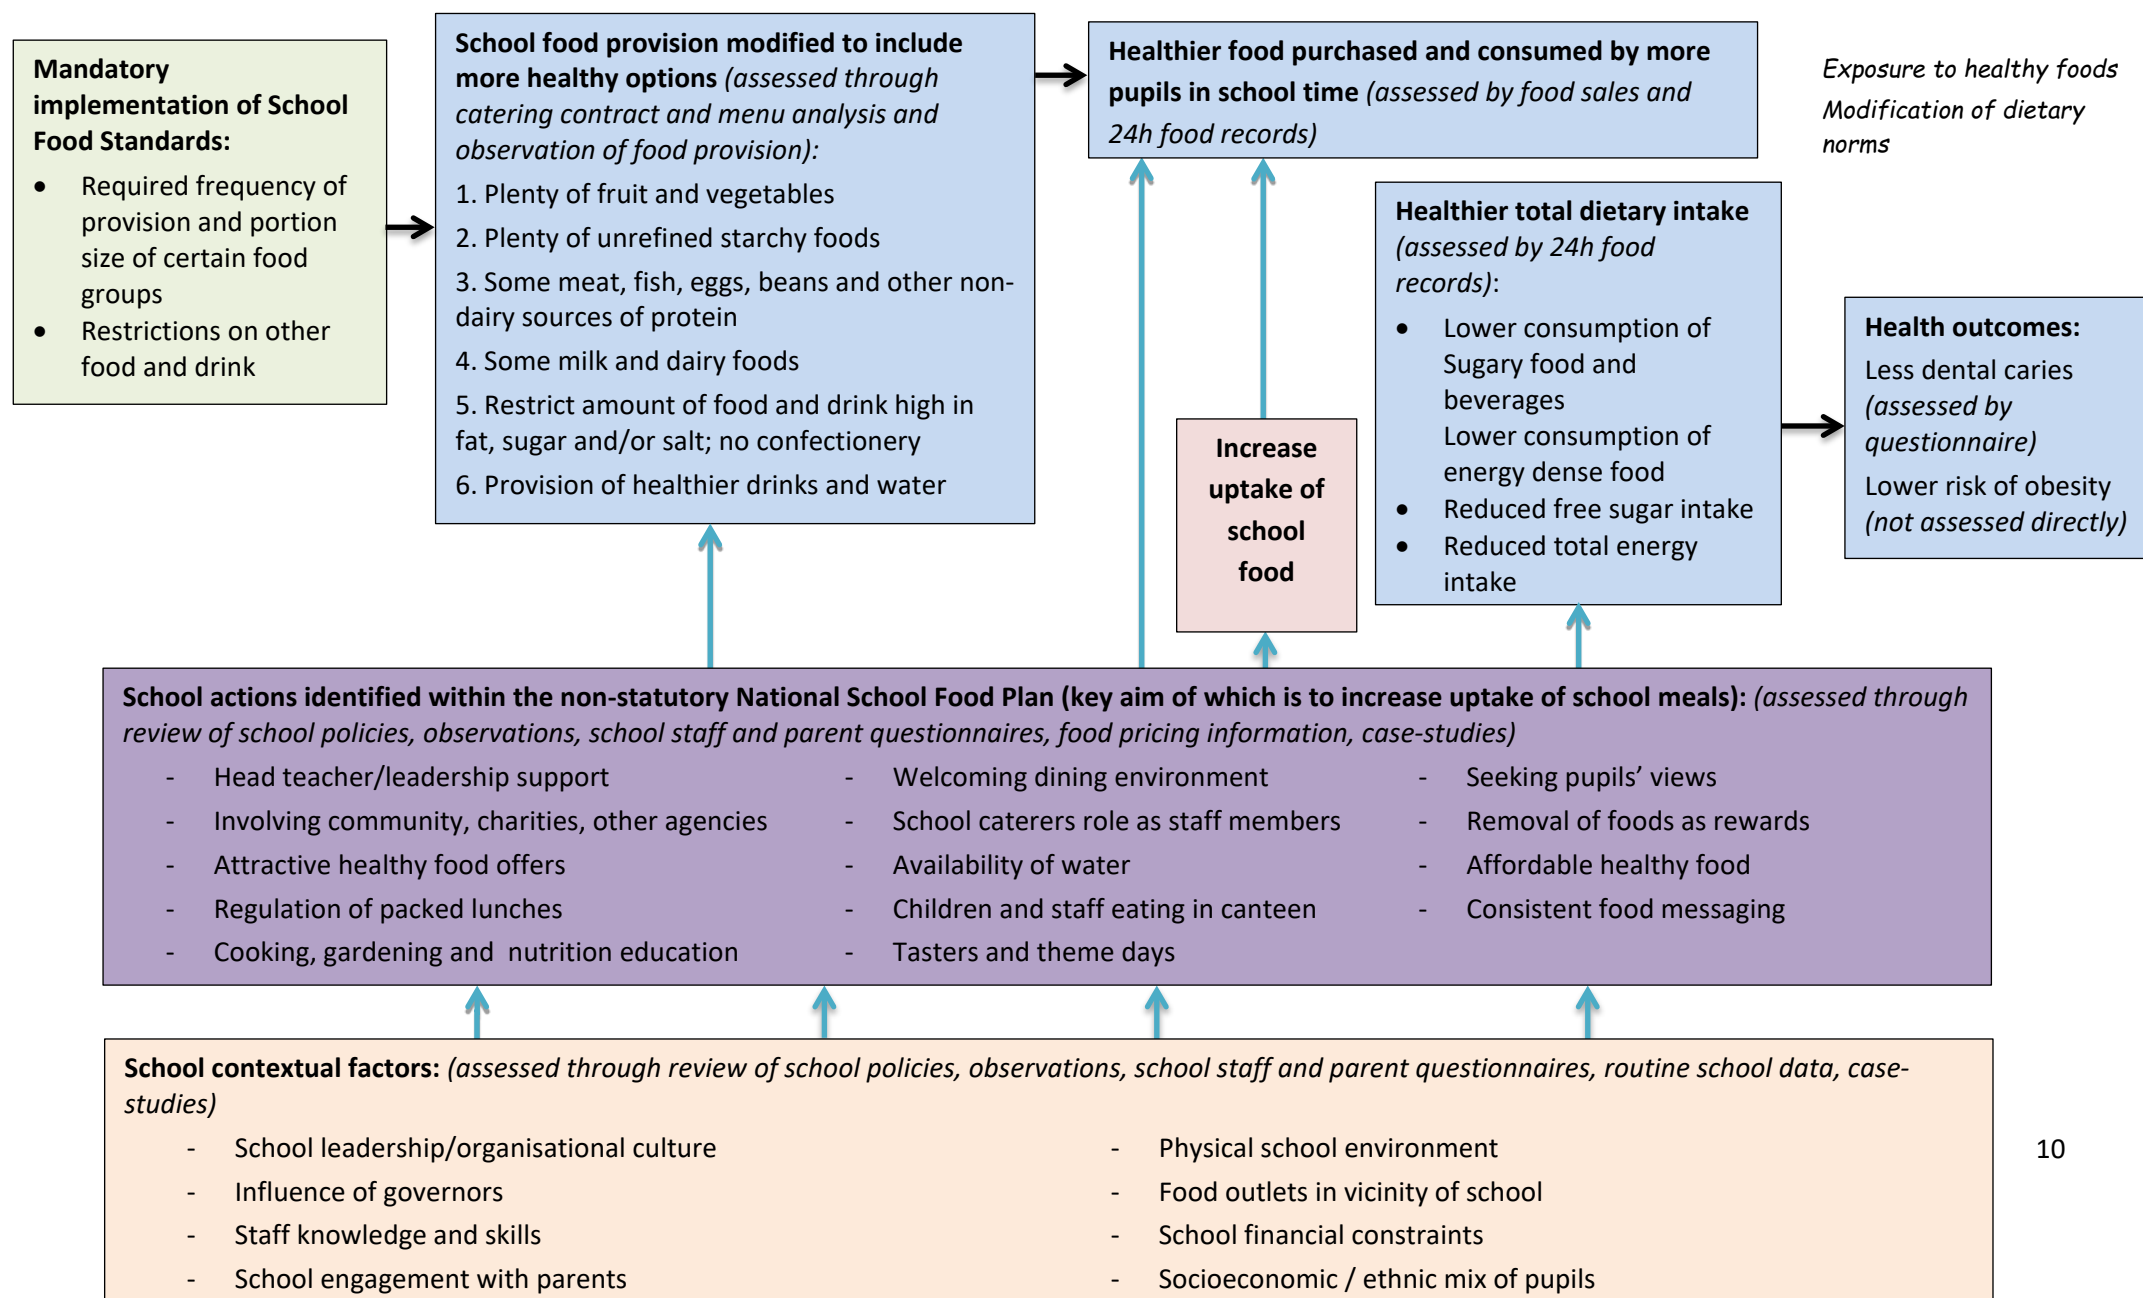 Mandatory
implementation of School
Food Standards:
• Required frequency of
provision and portion
size of certain food
groups
• Restrictions on other
food and drink
School food provision modified to include
more healthy options (assessed through
catering contract and menu analysis and
observation of food provision):
1. Plenty of fruit and vegetables
2. Plenty of unrefined starchy foods
3. Some meat, fish, eggs, beans and other non-
dairy sources of protein
4. Some milk and dairy foods
5. Restrict amount of food and drink high in
fat, sugar and/or salt; no confectionery
6. Provision of healthier drinks and water
Healthier food purchased and consumed by more
pupils in school time (assessed by food sales and
24h food records)
Exposure to healthy foods
Modification of dietary
norms
Increase
uptake of
school
food
Healthier total dietary intake
(assessed by 24h food
records):
• Lower consumption of
Sugary food and
beverages
Lower consumption of
energy dense food
• Reduced free sugar intake
• Reduced total energy
intake
Health outcomes:
Less dental caries
(assessed by
questionnaire)
Lower risk of obesity
(not assessed directly)
School actions identified within the non-statutory National School Food Plan (key aim of which is to increase uptake of school meals): (assessed through
review of school policies, observations, school staff and parent questionnaires, food pricing information, case-studies)
- Head teacher/leadership support
- Involving community, charities, other agencies
- Attractive healthy food offers
- Regulation of packed lunches
- Cooking, gardening and nutrition education
- Welcoming dining environment
- School caterers role as staff members
- Availability of water
- Children and staff eating in canteen
- Tasters and theme days
- Seeking pupils’ views
- Removal of foods as rewards
- Affordable healthy food
- Consistent food messaging
School contextual factors: (assessed through review of school policies, observations, school staff and parent questionnaires, routine school data, case-
studies)
- School leadership/organisational culture
- Influence of governors
- Staff knowledge and skills
- School engagement with parents
- Physical school environment
- Food outlets in vicinity of school
- School financial constraints
- Socioeconomic / ethnic mix of pupils
10